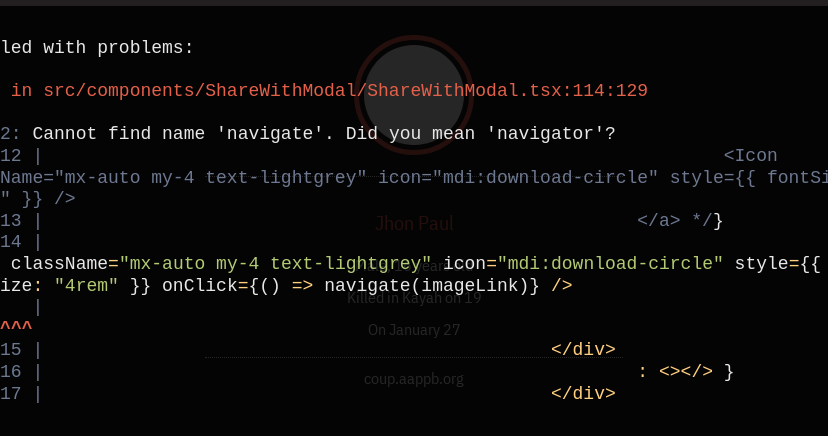 led with problems:
in src/components/ShareWithModal/ShareWithModal.tsx:114:129
2: Cannot find name 'navigate'. Did you mean 'navigator'?
12 | <Icon
Name="mx-auto my-4 text-lightgrey" icon="mdi:download-circle" style={{ fontSi
" }} />
13 | </a> */}
14 |
className="mx-auto my-4 text-lightgrey" icon="mdi:download-circle" style={{
ize: "4rem" }} onClick={() => navigate(imageLink)} />
|
^^^
15 | </div>
16 | : <></> }
17 | </div>
Jhon Paul
Killed in Kayah on 19
On January 27
coup.aappb.org